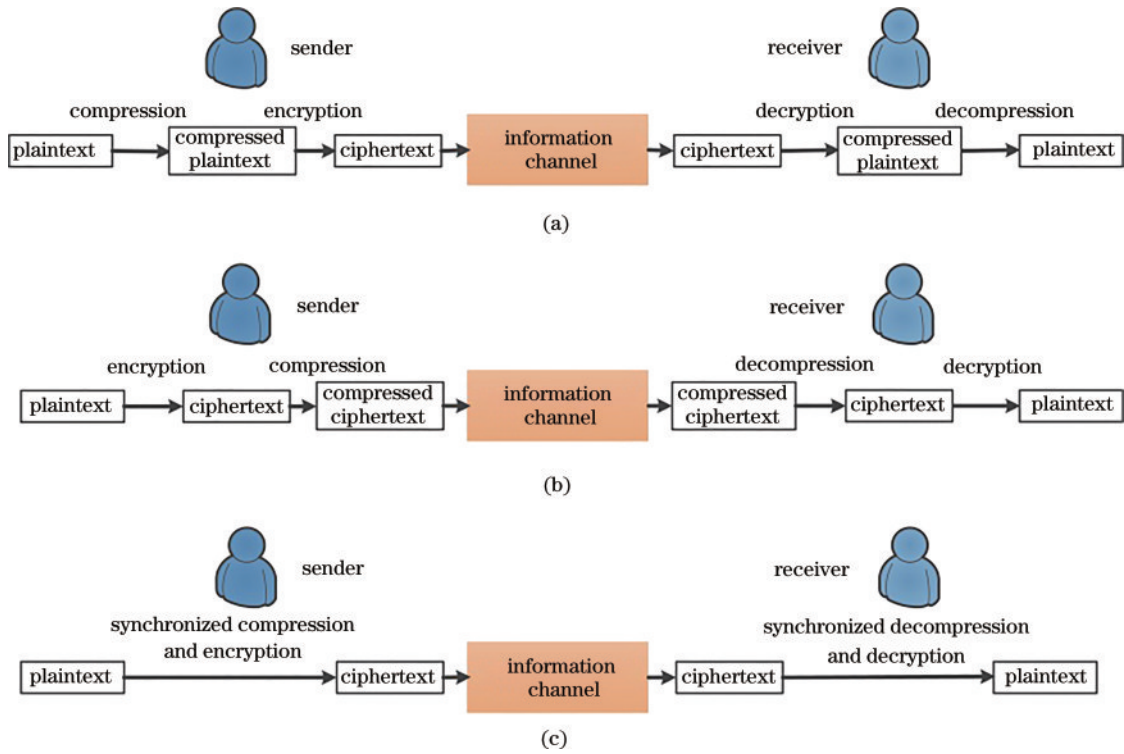 sender
receiver
compression
encryption
decryption
decompression
plaintext
compressed
plaintext
ciphertext
information
channel
ciphertext
compressed
plaintext
plaintext
(a)
sender
receiver
encryption
compression
decompression
decryption
plaintext
ciphertext
compressed
ciphertext
information
channel
compressed
ciphertext
ciphertext
plaintext
(b)
sender
receiver
synchronized compression
and encryption
synchronized decompression
and decryption
plaintext
ciphertext
information
channel
ciphertext
plaintext
(c)